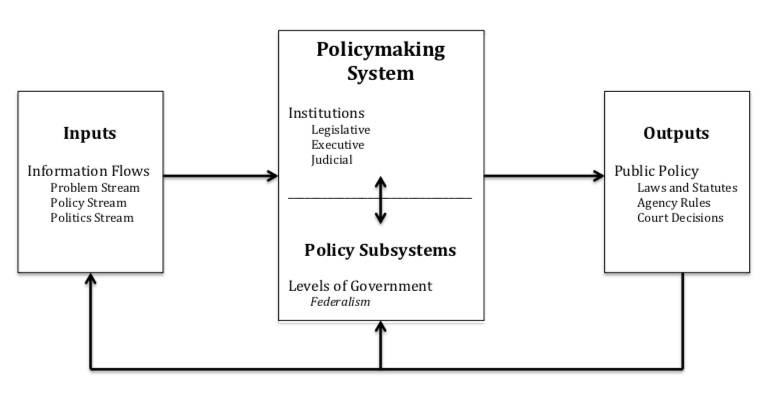 Inputs
Information Flows
Problem Stream
Policy Stream
Politics Stream
Policymaking
System
Institutions
Legislative
Executive
Judicial
Policy Subsystems
Levels of Government
Federalism
Outputs
Public Policy
Laws and Statutes
Agency Rules
Court Decisions